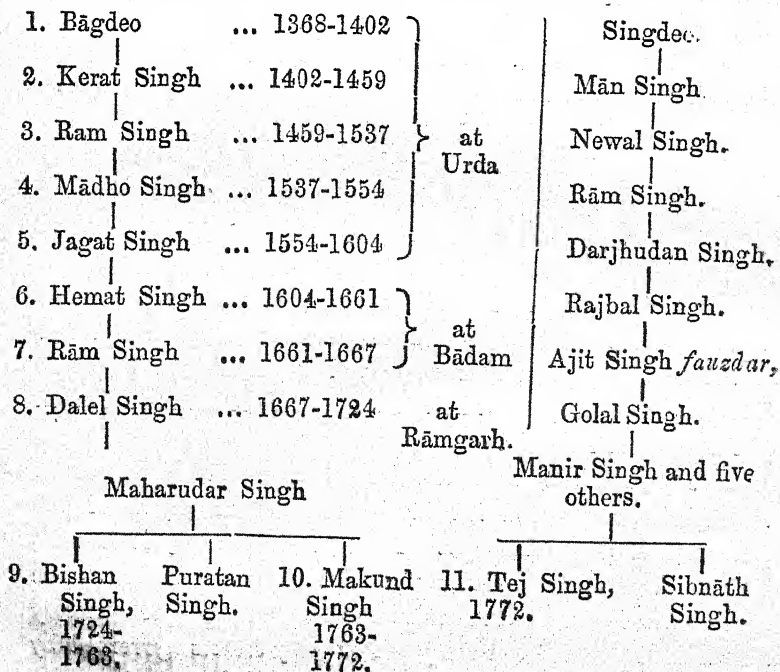 1. Bāgdeo ... 1368-1402
2. Kerat Singh ... 1402-1459
3. Ram Singh ... 1459-1537
4. Mādho Singh ... 1537-1554
5. Jagat Singh ... 1554-1604
at
Urda
6. Hemat Singh ... 1604-1661
7. Rām Singh ... 1661-1667
at
Bādam
8. Dalel Singh ... 1667-1724 at
Rāmgarh.
Maharudar Singh
Singdeo.
Mān Singh
Newal Singh.
Rām Singh.
Darjhudan Singh.
Rajbal Singh.
Ajit Singh fauzdar,
Golal Singh.
Manir Singh and five
others.
9. Bishan
Singh,
1724-
1763.
Puratan
Singh.
10. Makund
Singh
1763-
1772.
11. Tej Singh,
1772.
Sibnāth
Singh.